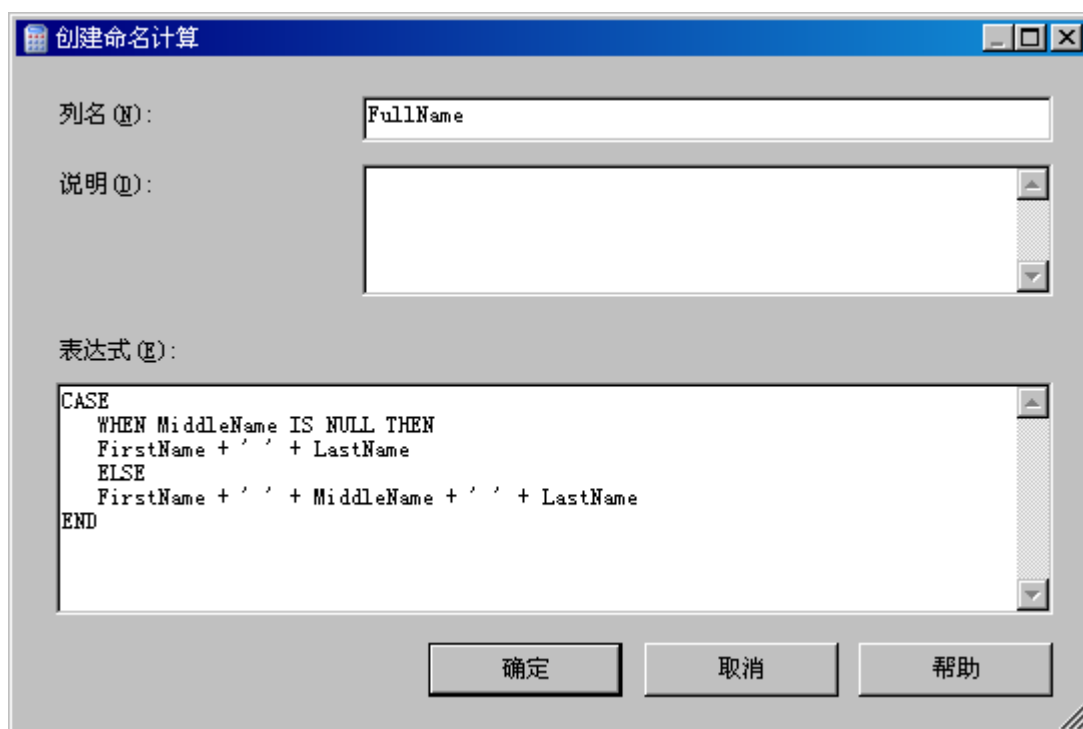 创建命名计算
列名(N): FullName
说明(D):
表达式(E):
CASE
   WHEN MiddleName IS NULL THEN
   FirstName + ' ' + LastName
   ELSE
   FirstName + ' ' + MiddleName + ' ' + LastName
END
确定 取消 帮助